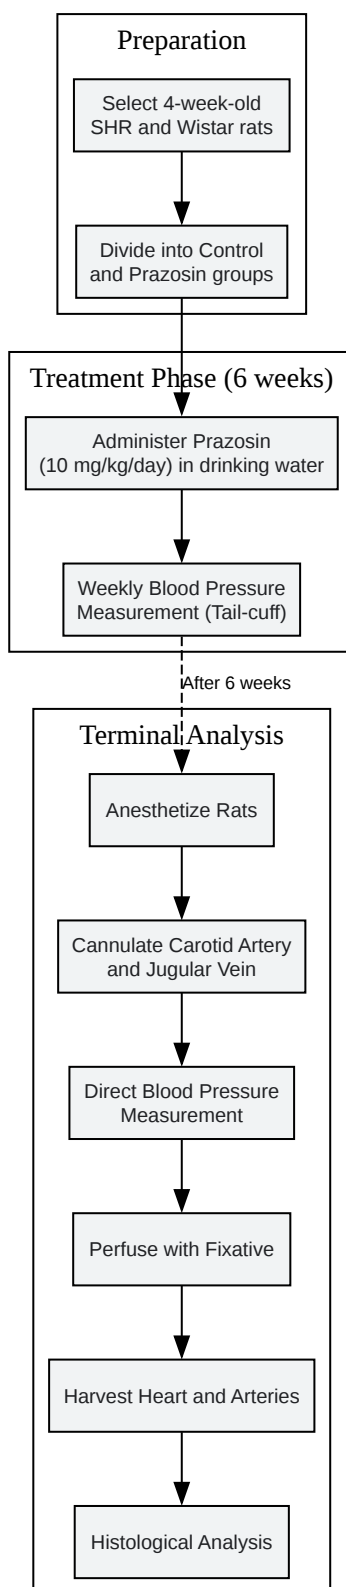 Preparation
Select 4-week-old
SHR and Wistar rats
Divide into Control
and Prazosin groups
Treatment Phase (6 weeks)
Administer Prazosin
(10 mg/kg/day) in drinking water
Weekly Blood Pressure
Measurement (Tail-cuff)
After 6 weeks
Terminal Analysis
Anesthetize Rats
Cannulate Carotid Artery
and Jugular Vein
Direct Blood Pressure
Measurement
Perfuse with Fixative
Harvest Heart and Arteries
Histological Analysis